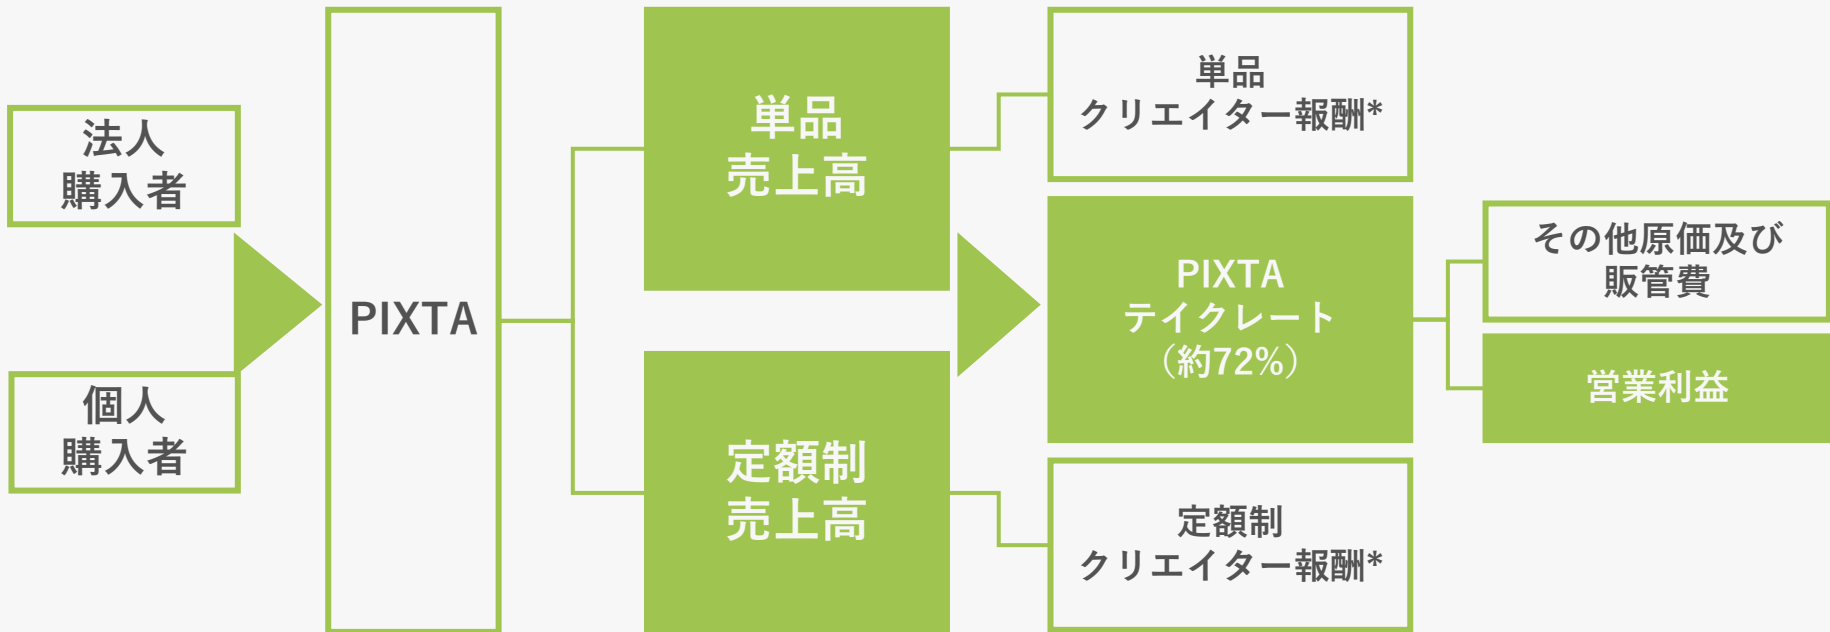 法人
購入者
個人
購入者
PIXTA
単品
売上高
定額制
売上高
単品
クリエイター報酬*
PIXTA
テイクレート
（約72%）
定額制
クリエイター報酬*
その他原価及び
販管費
営業利益